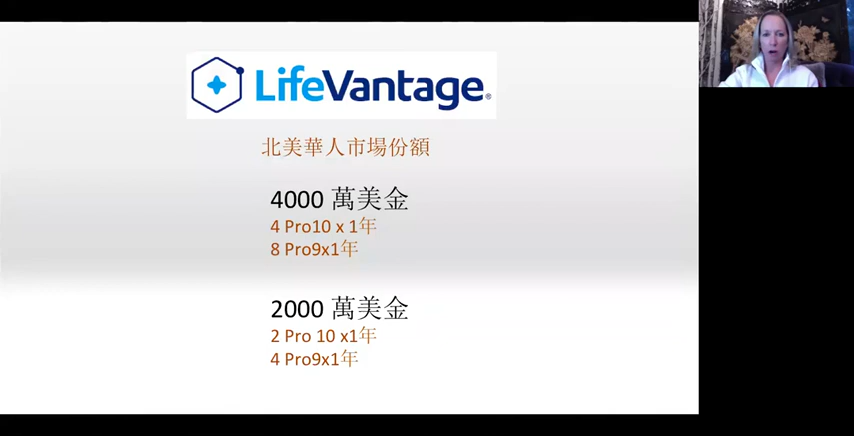 LifeVantage®
北美華人市場份額
4000 萬美金
4 Pro10 x 1年
8 Pro9x1年
2000 萬美金
2 Pro 10 x1年
4 Pro9x1年